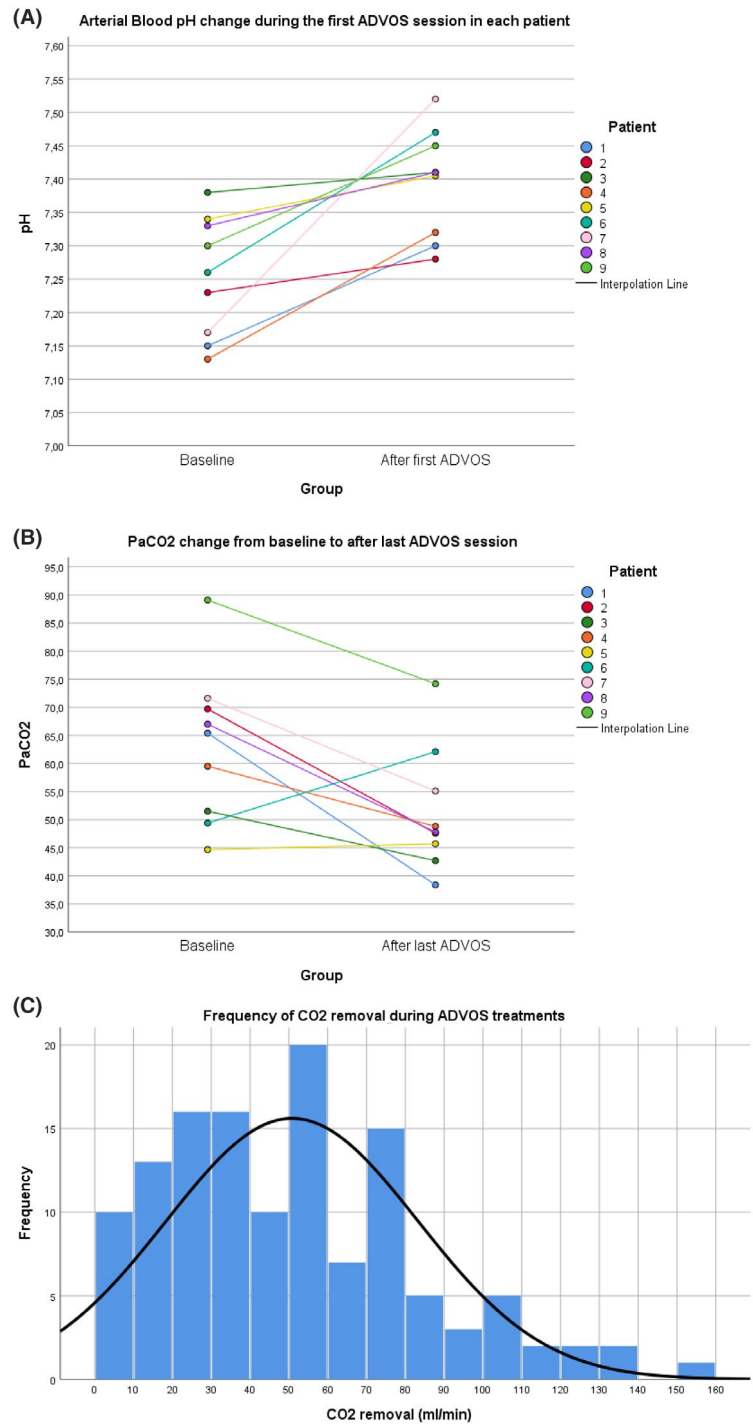 (A)
Arterial Blood pH change during the first ADVOS session in each patient
7,60
7,55
7,50
7,45
7,40
7,35
7,30
7,25
7,20
7,15
7,10
7,05
7,00
pH
Baseline
After first ADVOS
Group
Patient
1
2
3
4
5
6
7
8
9
Interpolation Line
(B)
PaCO2 change from baseline to after last ADVOS session
95,0
90,0
85,0
80,0
75,0
70,0
65,0
60,0
55,0
50,0
45,0
40,0
35,0
30,0
PaCO2
Baseline
After last ADVOS
Group
Patient
1
2
3
4
5
6
7
8
9
Interpolation Line
(C)
Frequency of CO2 removal during ADVOS treatments
20
15
10
5
0
Frequency
0 10 20 30 40 50 60 70 80 90 100 110 120 130 140 150 160
CO2 removal (ml/min)